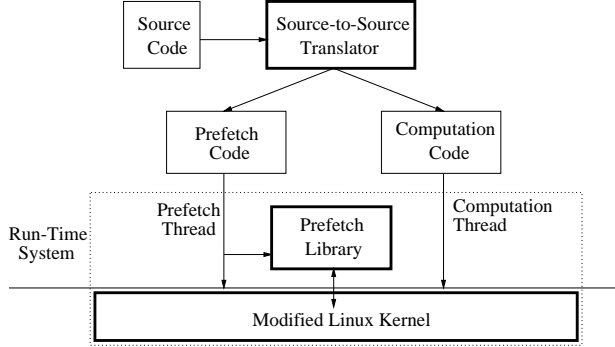 Source
Code
Source-to-Source
Translator
Prefetch
Code
Computation
Code
Prefetch
Thread
Computation
Thread
Prefetch
Library
Run-Time
System
Modified Linux Kernel